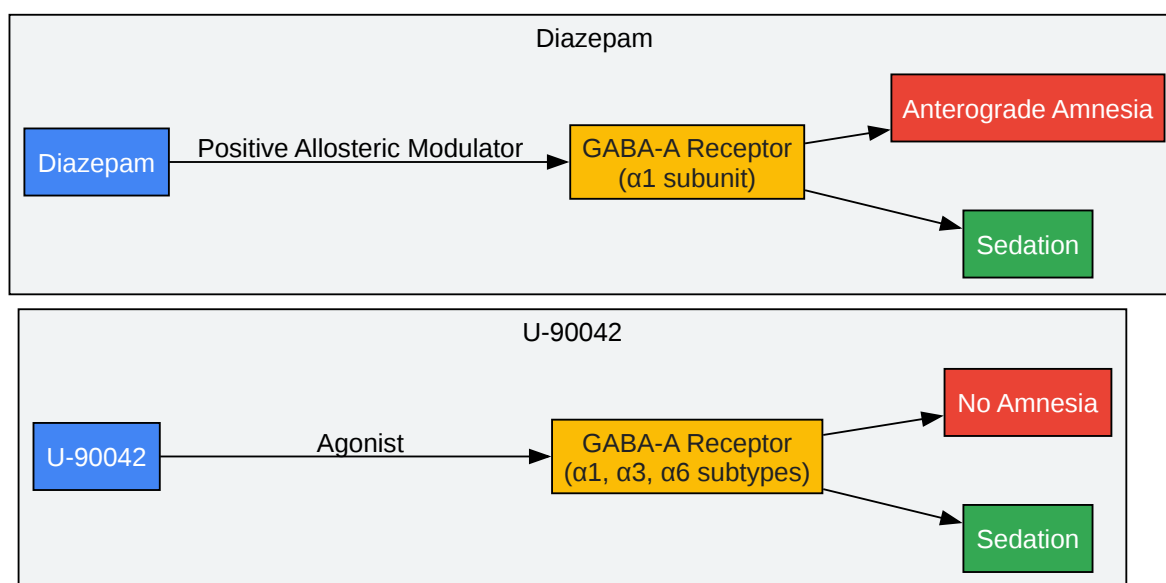 Diazepam
Diazepam
Positive Allosteric Modulator
GABA-A Receptor
(α1 subunit)
Anterograde Amnesia
Sedation
U-90042
U-90042
Agonist
GABA-A Receptor
(α1, α3, α6 subtypes)
No Amnesia
Sedation